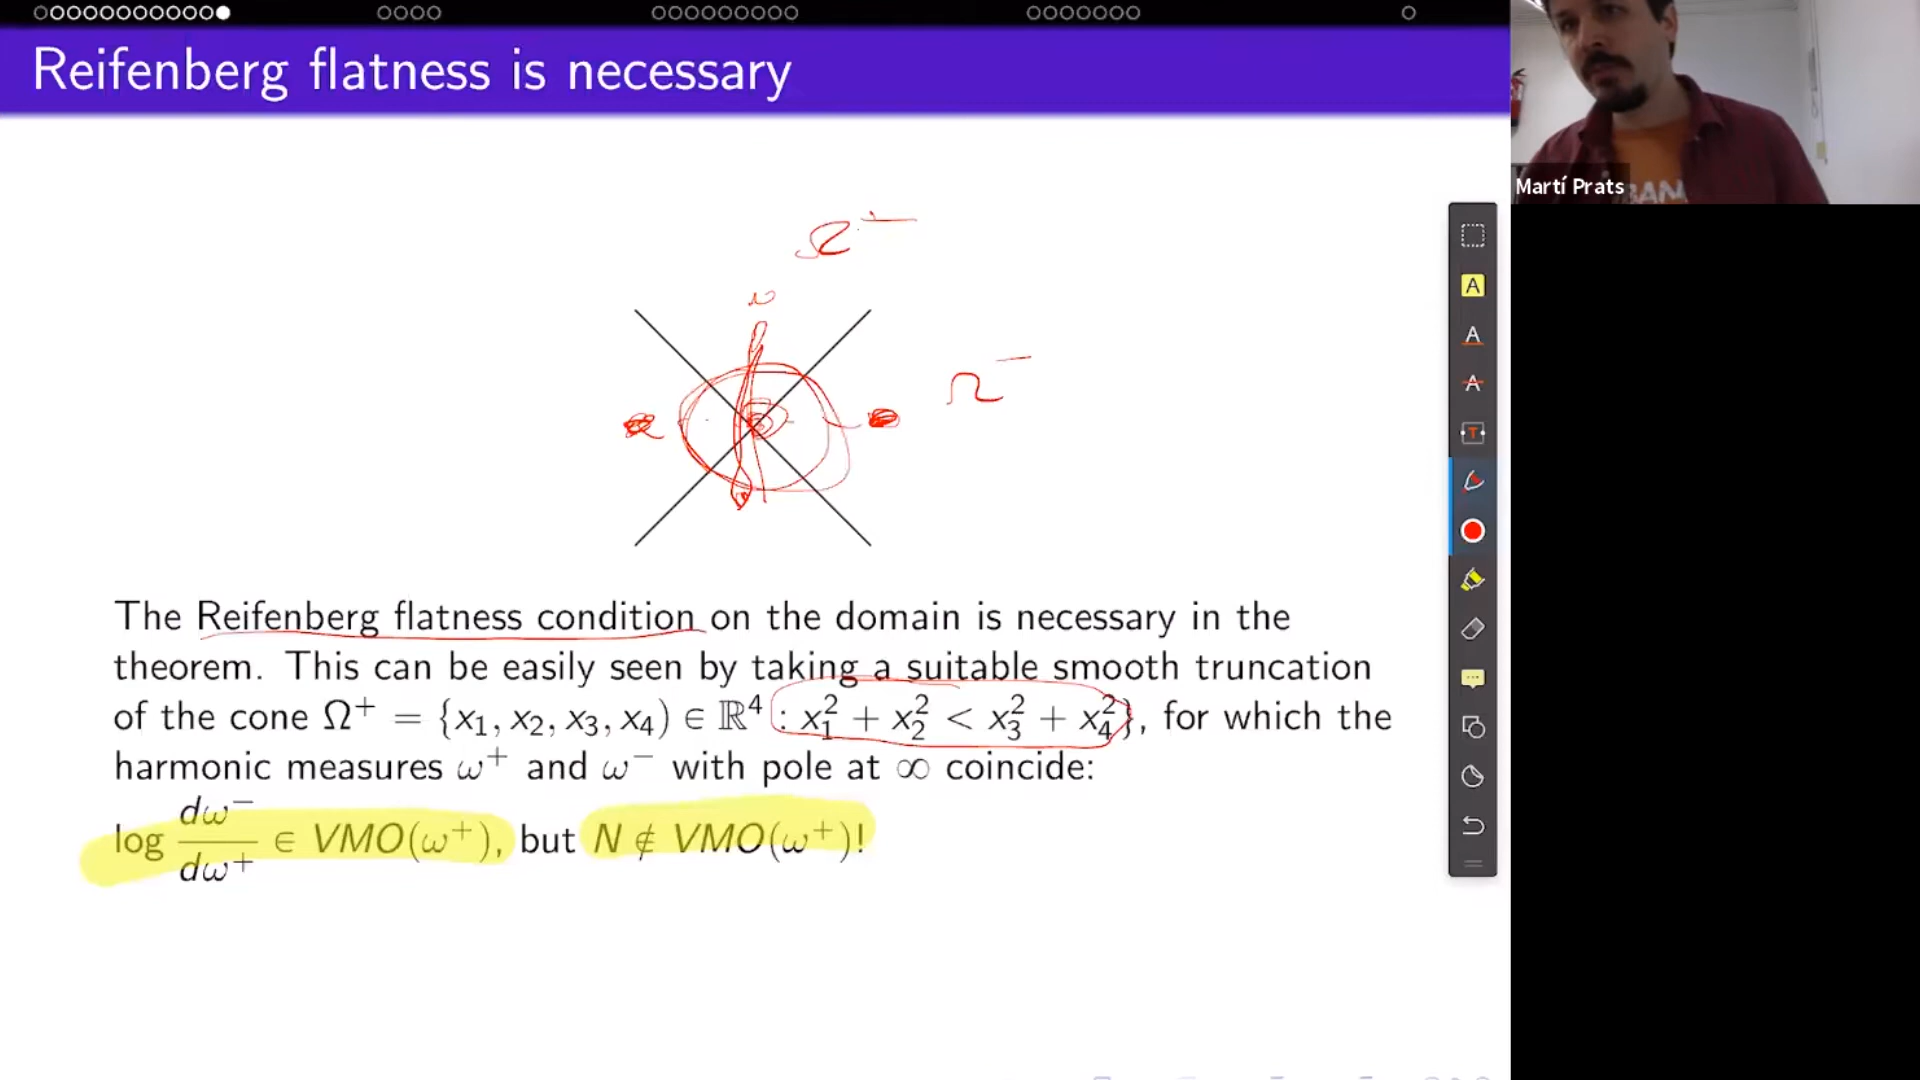 Reifenberg flatness is necessary
Martí Prats
Ω⁻
Ω⁻
The Reifenberg flatness condition on the domain is necessary in the
theorem. This can be easily seen by taking a suitable smooth truncation
of the cone Ω⁺ = {x₁, x₂, x₃, x₄) ∈ ℝ⁴ : x₁² + x₂² < x₃² + x₄²}, for which the
harmonic measures ω⁺ and ω⁻ with pole at ∞ coincide:
log dω⁻/dω⁺ ∈ VMO(ω⁺), but N ∉ VMO(ω⁺)!